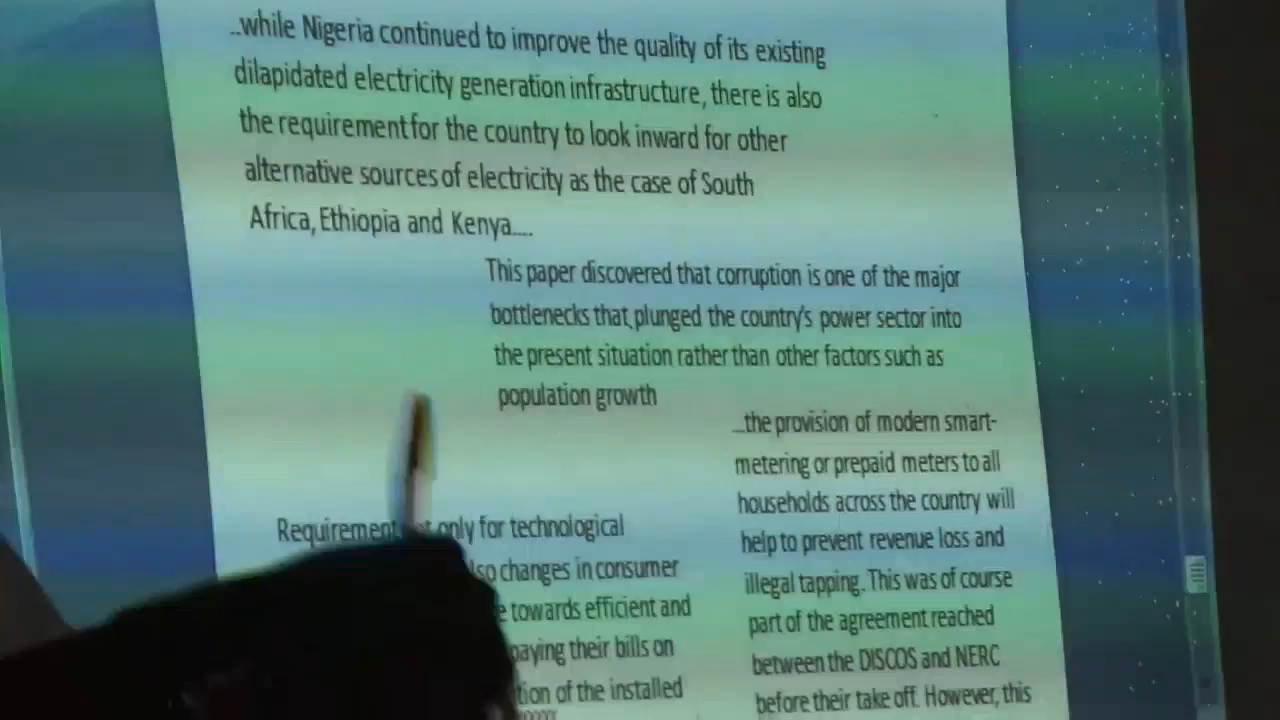 ..while Nigeria continued to improve the quality of its existing
dilapidated electricity generation infrastructure, there is also
the requirement for the country to look inward for other
alternative sources of electricity as the case of South
Africa, Ethiopia and Kenya....
This paper discovered that corruption is one of the major
bottlenecks that plunged the country's power sector into
the present situation rather than other factors such as
population growth
...the provision of modern smart-
metering or prepaid meters to all
households across the country will
help to prevent revenue loss and
illegal tapping. This was of course
part of the agreement reached
between the DISCOS and NERC
before their take off. However, this
Requirement only for technological
changes in consumer
towards efficient and
paying their bills on
of the installed